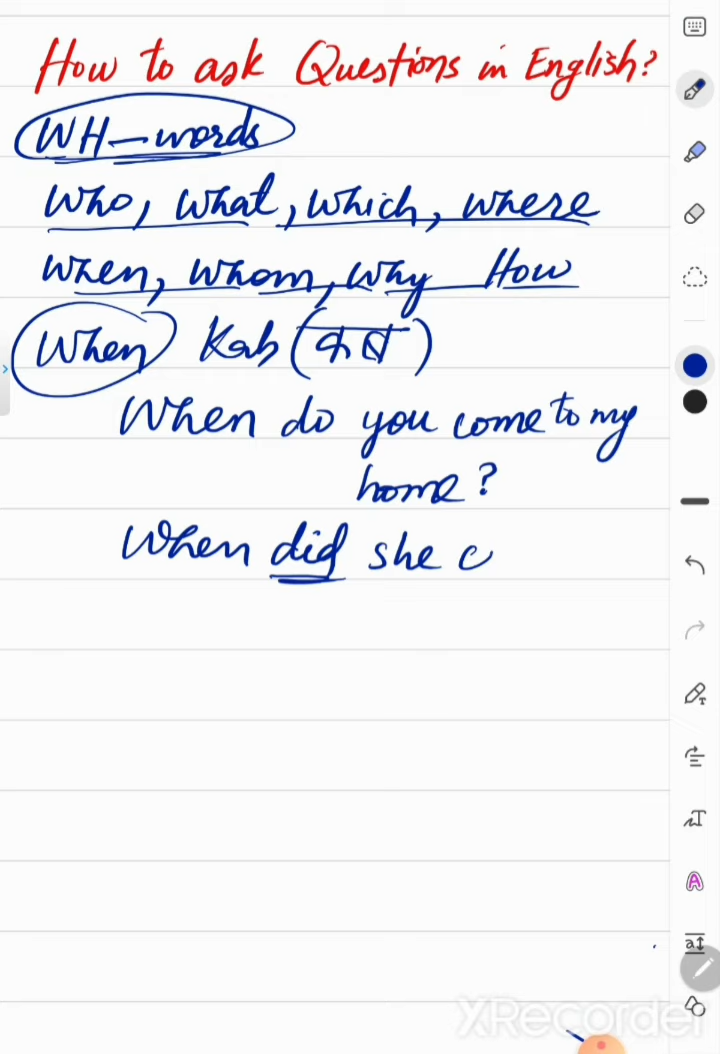 How to ask Questions in English?
WH-words
Who, what, which, where
when, whom, why How
When Kab (कब)
When do you come to my
home?
When did she c
XRecorder